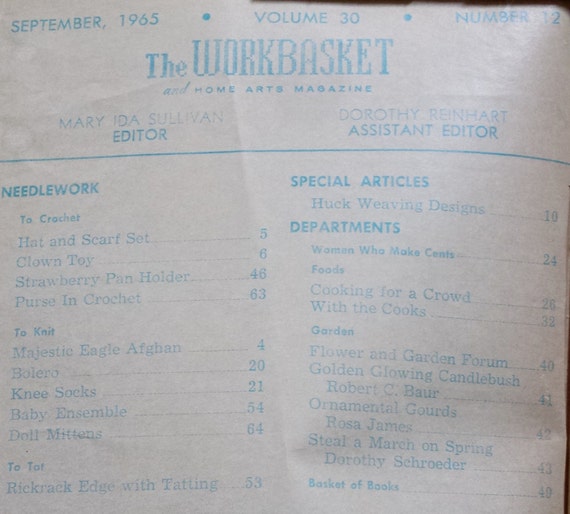 SEPTEMBER, 1965 • VOLUME 30 • NUMBER 12
The WORKBASKET
and HOME ARTS MAGAZINE
MARY IDA SULLIVAN
EDITOR
DOROTHY REINHART
ASSISTANT EDITOR
NEEDLEWORK
To Crochet
Hat and Scarf Set 5
Clown Toy 6
Strawberry Pan Holder 46
Purse In Crochet 63
To Knit
Majestic Eagle Afghan 4
Bolero 20
Knee Socks 21
Baby Ensemble 54
Doll Mittens 64
To Tat
Rickrack Edge with Tatting 53
SPECIAL ARTICLES
Huck Weaving Designs 10
DEPARTMENTS
Women Who Make Cents 24
Foods
Cooking for a Crowd 26
With the Cooks 32
Garden
Flower and Garden Forum 40
Golden Glowing Candlebush
Robert C. Baur 41
Ornamental Gourds
Rosa James 42
Steal a March on Spring
Dorothy Schroeder 43
Basket of Books 49